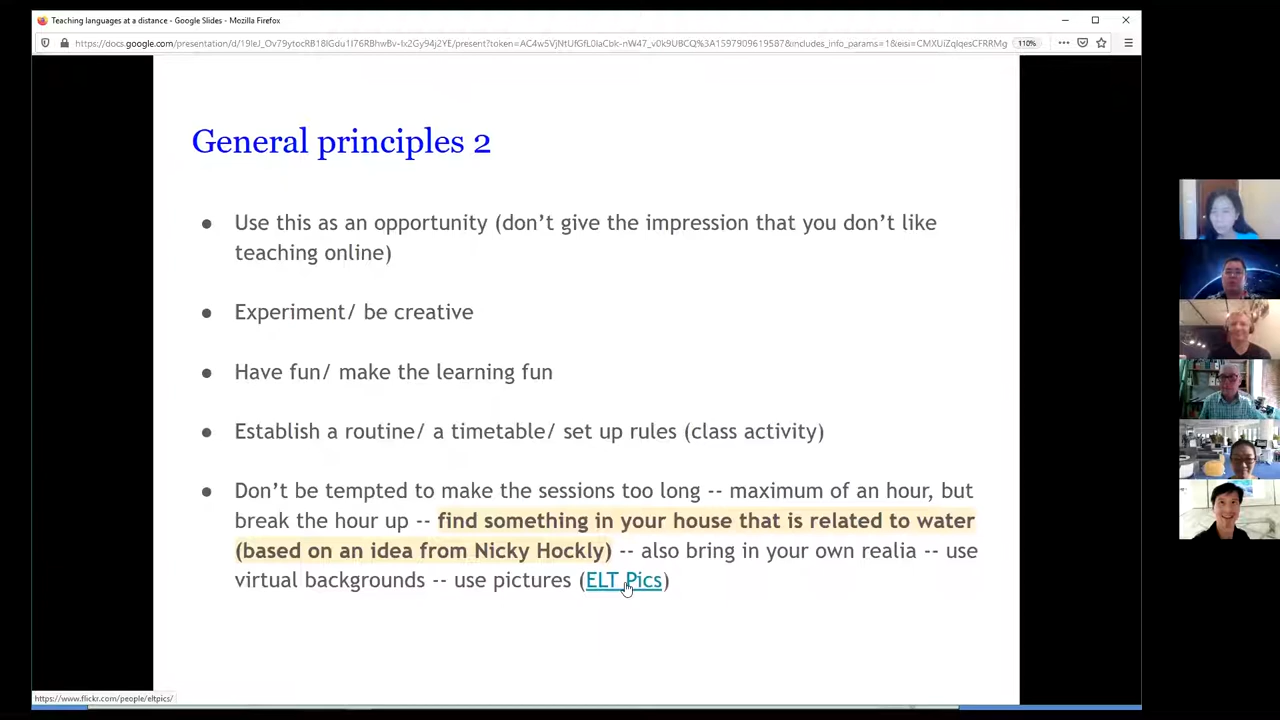 Teaching languages at a distance - Google Slides - Mozilla Firefox
110%
General principles 2
● Use this as an opportunity (don’t give the impression that you don’t like
teaching online)
● Experiment/ be creative
● Have fun/ make the learning fun
● Establish a routine/ a timetable/ set up rules (class activity)
● Don’t be tempted to make the sessions too long -- maximum of an hour, but
break the hour up -- find something in your house that is related to water
(based on an idea from Nicky Hockly) -- also bring in your own realia -- use
virtual backgrounds -- use pictures (ELT Pics)
https://www.flickr.com/people/eltpics/